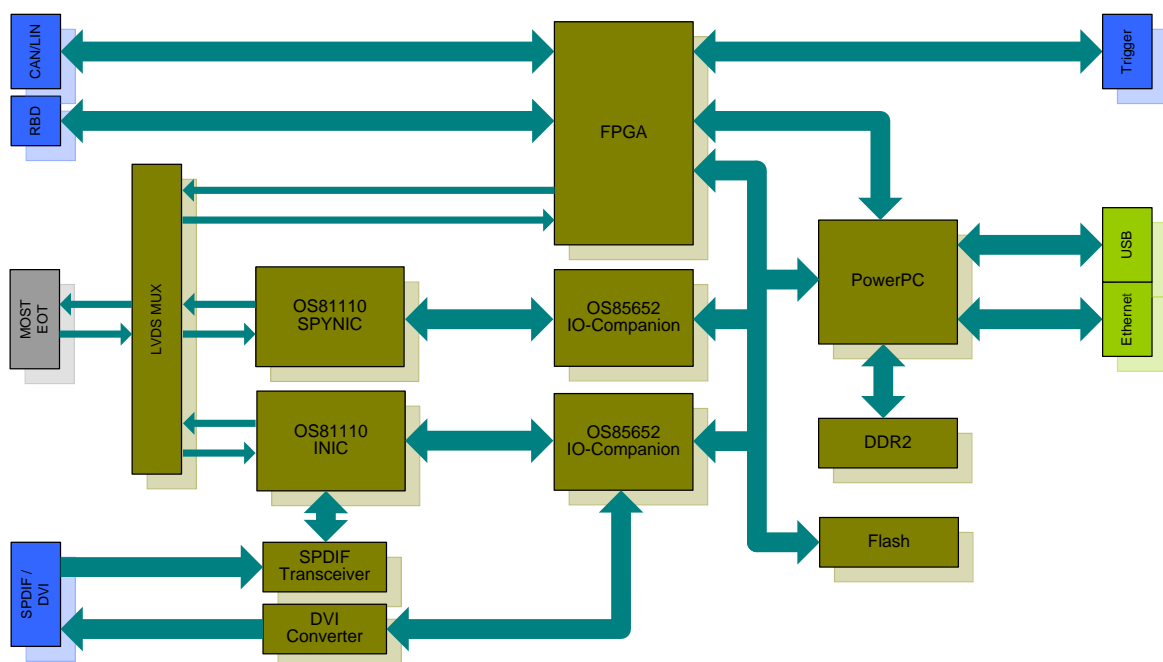 CAN/LIN
RBD
FPGA
Trigger
MOST
EOT
LVDS MUX
OS81110
SPYNIC
OS85652
IO-Companion
PowerPC
USB
Ethernet
OS81110
INIC
OS85652
IO-Companion
DDR2
Flash
SPDIF /
DVI
SPDIF
Transceiver
DVI
Converter